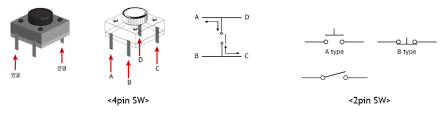 연결
연결
A
B
D
C
A
D
B
C
A type
B type
<4pin SW>
<2pin SW>